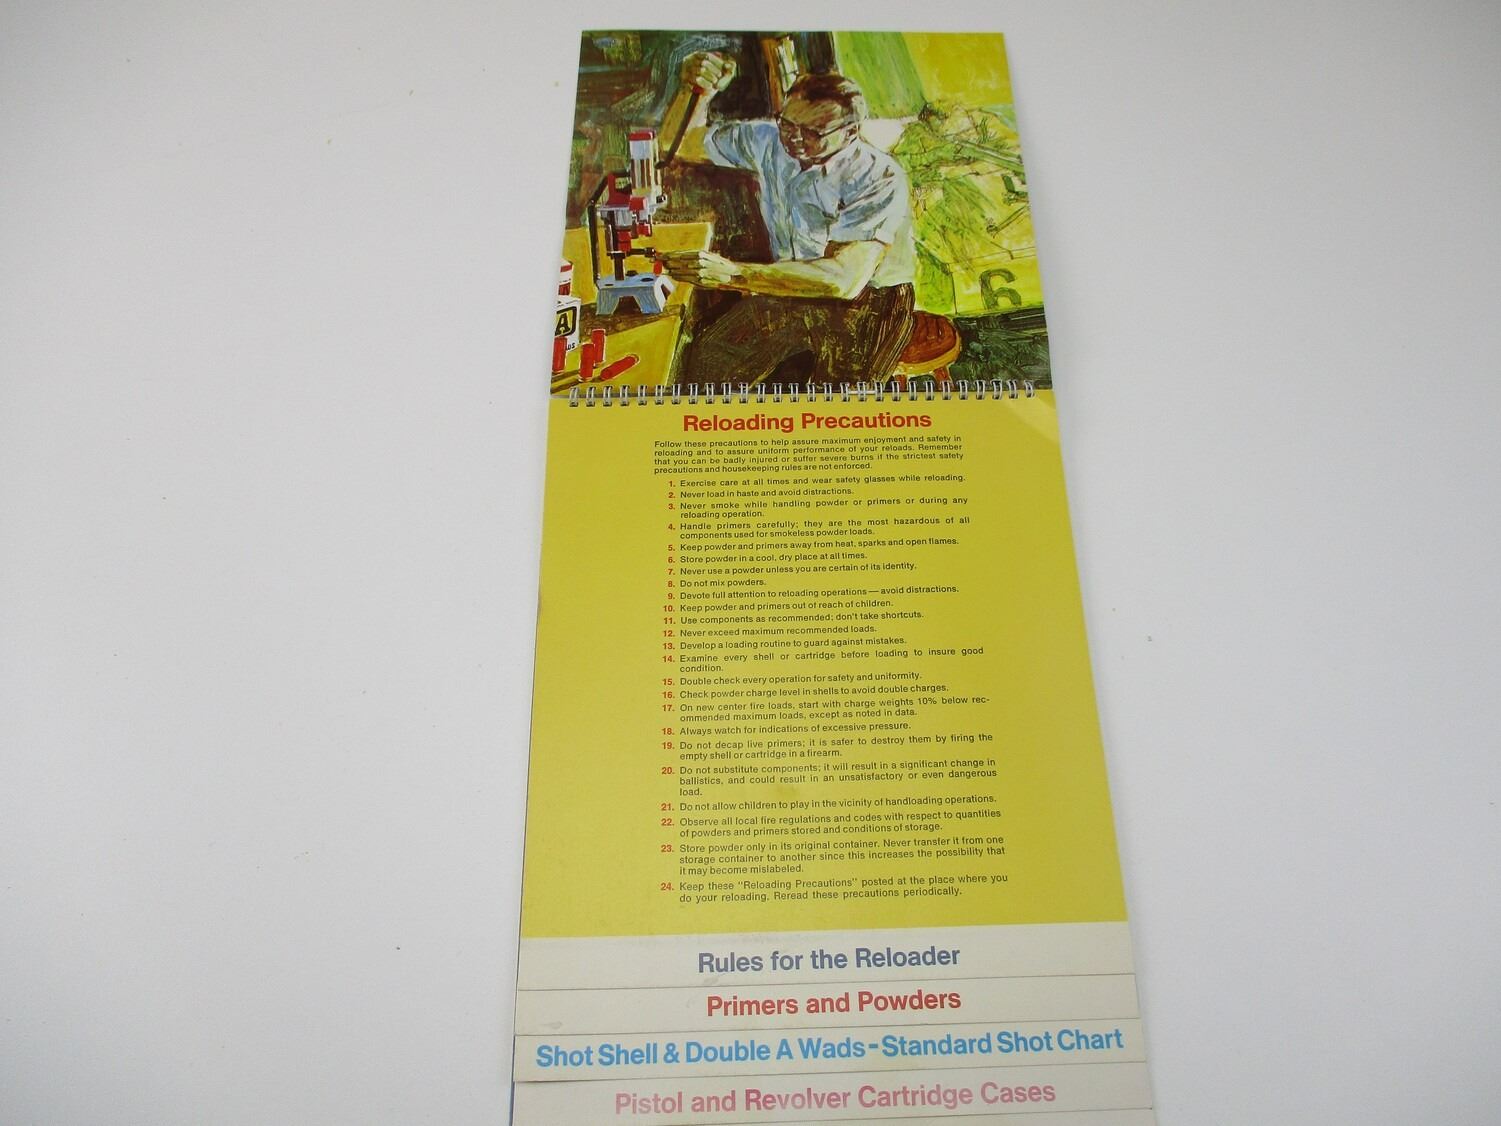 6
A
Reloading Precautions
Follow these precautions to help assure maximum enjoyment and safety in
reloading and to assure uniform performance of your reloads. Remember
that you can be badly injured or suffer severe burns if the strictest safety
precautions and housekeeping rules are not enforced.
1. Exercise care at all times and wear safety glasses while reloading.
2. Never load in haste and avoid distractions.
3. Never smoke while handling powder or primers or during any
reloading operation.
4. Handle primers carefully; they are the most hazardous of all
components used for smokeless powder loads.
5. Keep powder and primers away from heat, sparks and open flames.
6. Store powder in a cool, dry place at all times.
7. Never use a powder unless you are certain of its identity.
8. Do not mix powders.
9. Devote full attention to reloading operations — avoid distractions.
10. Keep powder and primers out of reach of children.
11. Use components as recommended; don't take shortcuts.
12. Never exceed maximum recommended loads.
13. Develop a loading routine to guard against mistakes.
14. Examine every shell or cartridge before loading to insure good
condition.
15. Double check every operation for safety and uniformity.
16. Check powder charge level in shells to avoid double charges.
17. On new center fire loads, start with charge weights 10% below rec-
ommended maximum loads, except as noted in data.
18. Always watch for indications of excessive pressure.
19. Do not decap live primers; it is safer to destroy them by firing the
empty shell or cartridge in a firearm.
20. Do not substitute components; it will result in a significant change in
ballistics, and could result in an unsatisfactory or even dangerous
load.
21. Do not allow children to play in the vicinity of handloading operations.
22. Observe all local fire regulations and codes with respect to quantities
of powders and primers stored and conditions of storage.
23. Store powder only in its original container. Never transfer it from one
storage container to another since this increases the possibility that
it may become mislabeled.
24. Keep these "Reloading Precautions" posted at the place where you
do your reloading. Reread these precautions periodically.
Rules for the Reloader
Primers and Powders
Shot Shell & Double A Wads-Standard Shot Chart
Pistol and Revolver Cartridge Cases